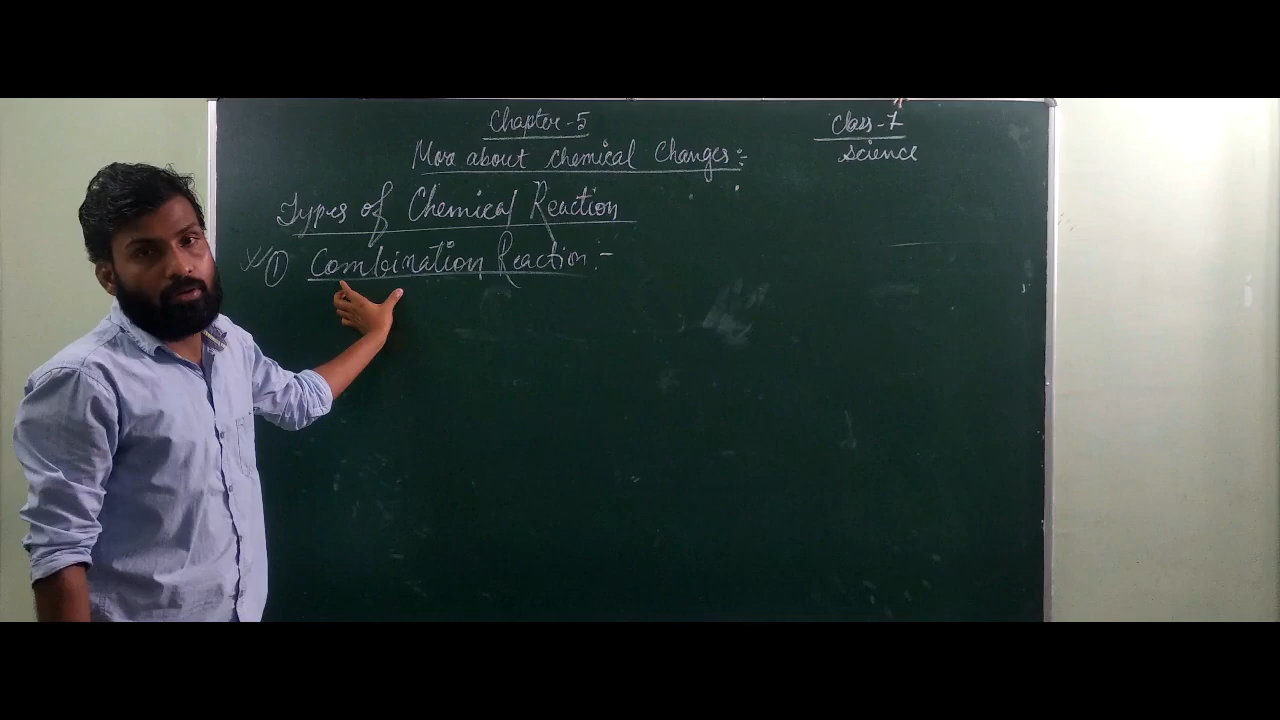 Chapter-5
Class-7
More about chemical Changes:-
Science
Types of Chemical Reaction
① Combination Reaction:-